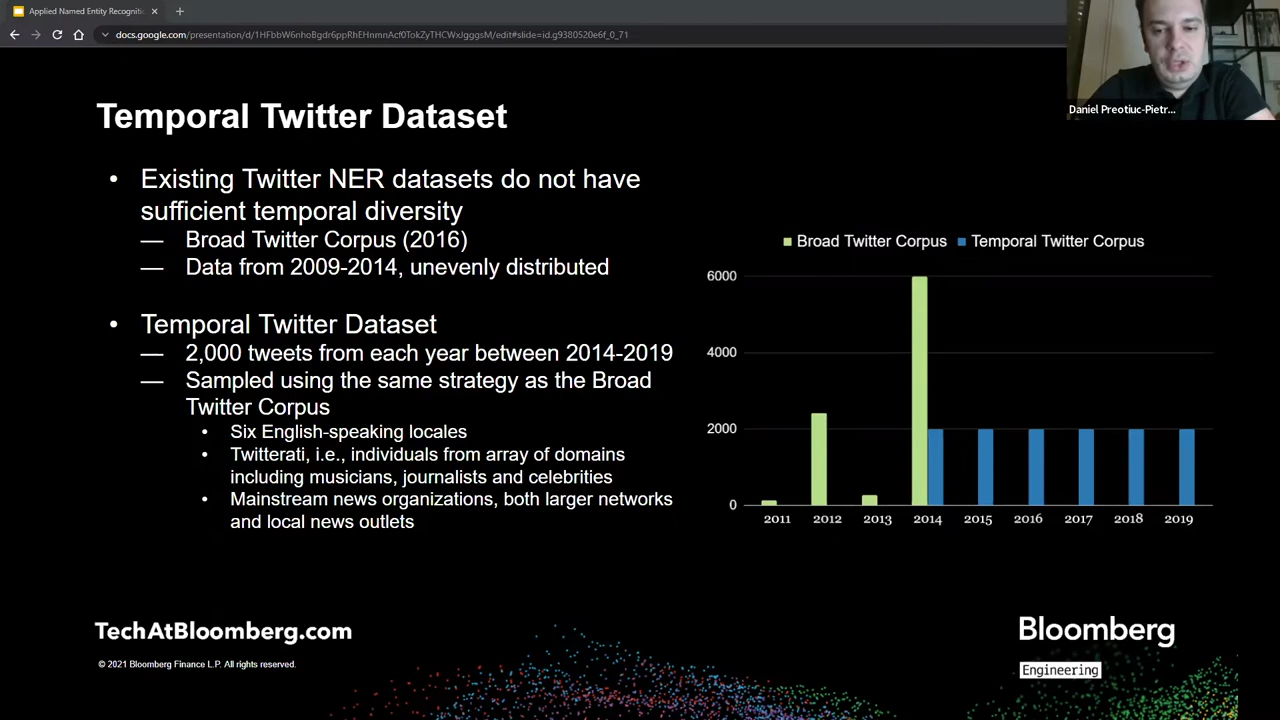 Applied Named Entity Recogniti
docs.google.com/presentation/d/1HFbbW6nhoBgdr6ppRhEHnmnAcf0TokZyTHCWxJgggsM/edit#slide=id.g9380520e6f_0_71
Daniel Preotiuc-Pietr...
Temporal Twitter Dataset
• Existing Twitter NER datasets do not have
sufficient temporal diversity
— Broad Twitter Corpus (2016)
— Data from 2009-2014, unevenly distributed
• Temporal Twitter Dataset
— 2,000 tweets from each year between 2014-2019
— Sampled using the same strategy as the Broad
Twitter Corpus
• Six English-speaking locales
• Twitterati, i.e., individuals from array of domains
including musicians, journalists and celebrities
• Mainstream news organizations, both larger networks
and local news outlets
Broad Twitter Corpus Temporal Twitter Corpus
6000
4000
2000
0
2011 2012 2013 2014 2015 2016 2017 2018 2019
TechAtBloomberg.com
© 2021 Bloomberg Finance L.P. All rights reserved.
Bloomberg
Engineering